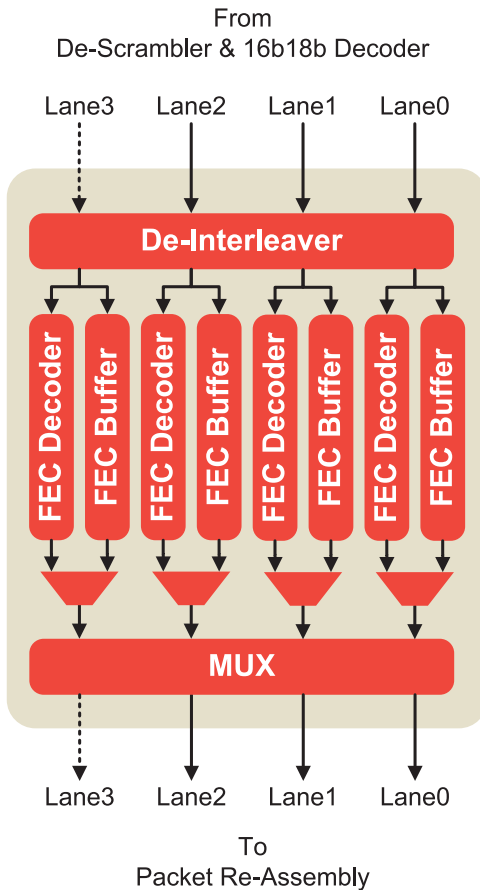 From
De-Scrambler & 16b18b Decoder
Lane3 Lane2 Lane1 Lane0
De-Interleaver
FEC Decoder
FEC Buffer
FEC Decoder
FEC Buffer
FEC Decoder
FEC Buffer
FEC Decoder
FEC Buffer
MUX
Lane3 Lane2 Lane1 Lane0
To
Packet Re-Assembly